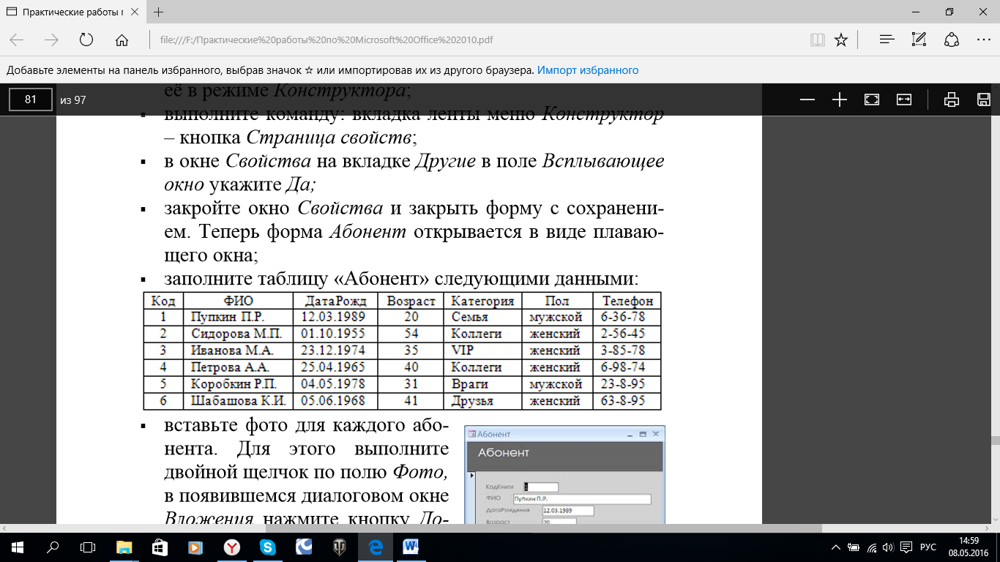 Практические работы п
file:///F:/Практические%20работы%20по%20Microsoft%20Office%202010.pdf
Добавьте элементы на панель избранного, выбрав значок ☆ или импортировав их из другого браузера. Импорт избранного
81 из 97
её в режиме Конструктора;
▪ выполните команду: вкладка ленты меню Конструктор
– кнопка Страница свойств;
▪ в окне Свойства на вкладке Другие в поле Всплывающее
окно укажите Да;
▪ закройте окно Свойства и закрыть форму с сохранени-
ем. Теперь форма Абонент открывается в виде плаваю-
щего окна;
▪ заполните таблицу «Абонент» следующими данными:
Код ФИО ДатаРожд Возраст Категория Пол Телефон
1 Пупкин П.Р. 12.03.1989 20 Семья мужской 6-36-78
2 Сидорова М.П. 01.10.1955 54 Коллеги женский 2-56-45
3 Иванова М.А. 23.12.1974 35 VIP женский 3-85-78
4 Петрова А.А. 25.04.1965 40 Коллеги женский 6-98-74
5 Коробкин Р.П. 04.05.1978 31 Враги мужской 23-8-95
6 Шабашова К.И. 05.06.1968 41 Друзья женский 63-8-95
▪ вставьте фото для каждого або-
нента. Для этого выполните
двойной щелчок по полю Фото,
в появившемся диалоговом окне
Вложения нажмите кнопку До-
Абонент
Абонент
КодКниги 1
ФИО Пупкин П.Р.
ДатаРождения 12.03.1989
Возраст 20
РУС
14:59
08.05.2016